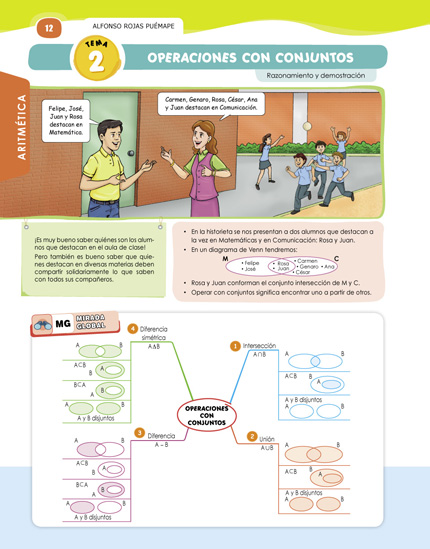 12
ALFONSO ROJAS PUÉMAPE
TEMA
2
OPERACIONES CON CONJUNTOS
Razonamiento y demostración
ARITMÉTICA
Felipe, José,
Juan y Rosa
destacan en
Matemática.
Carmen, Genaro, Rosa, César, Ana
y Juan destacan en Comunicación.
¡Es muy bueno saber quiénes son los alum-
nos que destacan en el aula de clase!
Pero también es bueno saber que quie-
nes destacan en diversas materias deben
compartir solidariamente lo que saben
con todos sus compañeros.
• En la historieta se nos presentan a dos alumnos que destacan a
la vez en Matemáticas y en Comunicación: Rosa y Juan.
• En un diagrama de Venn tendremos:
M
C
• Felipe
• José
• Rosa
• Juan
• Carmen
• Genaro • Ana
• César
• Rosa y Juan conforman el conjunto intersección de M y C.
• Operar con conjuntos significa encontrar uno a partir de otros.
MG
MIRADA
GLOBAL
4 Diferencia
simétrica
A∆B
A B
A⊂B
B A
B⊂A
A B
A B
A y B disjuntos
1 Intersección
A∩B
A B
A⊂B
B A
A y B disjuntos
OPERACIONES
CON
CONJUNTOS
3 Diferencia
A – B
A B
A⊂B
B A
B⊂A
A B
A B
A y B disjuntos
2 Unión
A∪B
A B
A⊂B
B A
A y B disjuntos